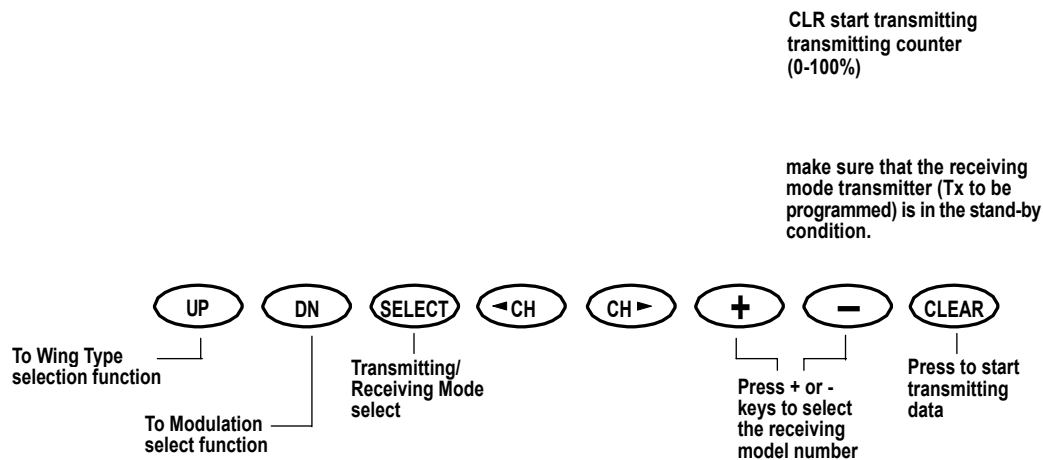 CLR start transmitting
transmitting counter
(0-100%)
make sure that the receiving
mode transmitter (Tx to be
programmed) is in the stand-by
condition.
UP
DN
SELECT
◄CH
CH►
+
−
CLEAR
To Wing Type
selection function
To Modulation
select function
Transmitting/
Receiving Mode
select
Press + or -
keys to select
the receiving
model number
Press to start
transmitting
data